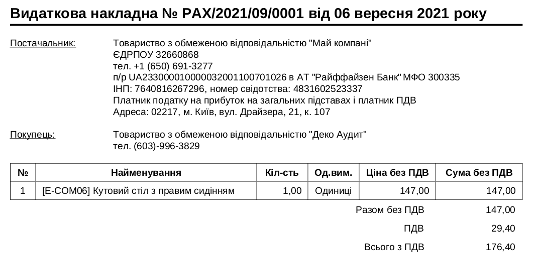 Видаткова накладна № РАХ/2021/09/0001 від 06 вересня 2021 року
Постачальник: Товариство з обмеженою відповідальністю "Май компані"
ЄДРПОУ 32660868
тел. +1 (650) 691-3277
п/р UA233000010000032001100701026 в АТ "Райффайзен Банк" МФО 300335
ІНП: 7640816267296, номер свідотства: 4831602523337
Платник податку на прибуток на загальних підставах і платник ПДВ
Адреса: 02217, м. Київ, вул. Драйзера, 21, к. 107
Покупець: Товариство з обмеженою відповідальністю "Деко Аудит"
тел. (603)-996-3829
№ Найменування Кіл-сть Од.вим. Ціна без ПДВ Сума без ПДВ
1 [E-COM06] Кутовий стіл з правим сидінням 1,00 Одиниці 147,00 147,00
Разом без ПДВ 147,00
ПДВ 29,40
Всього з ПДВ 176,40